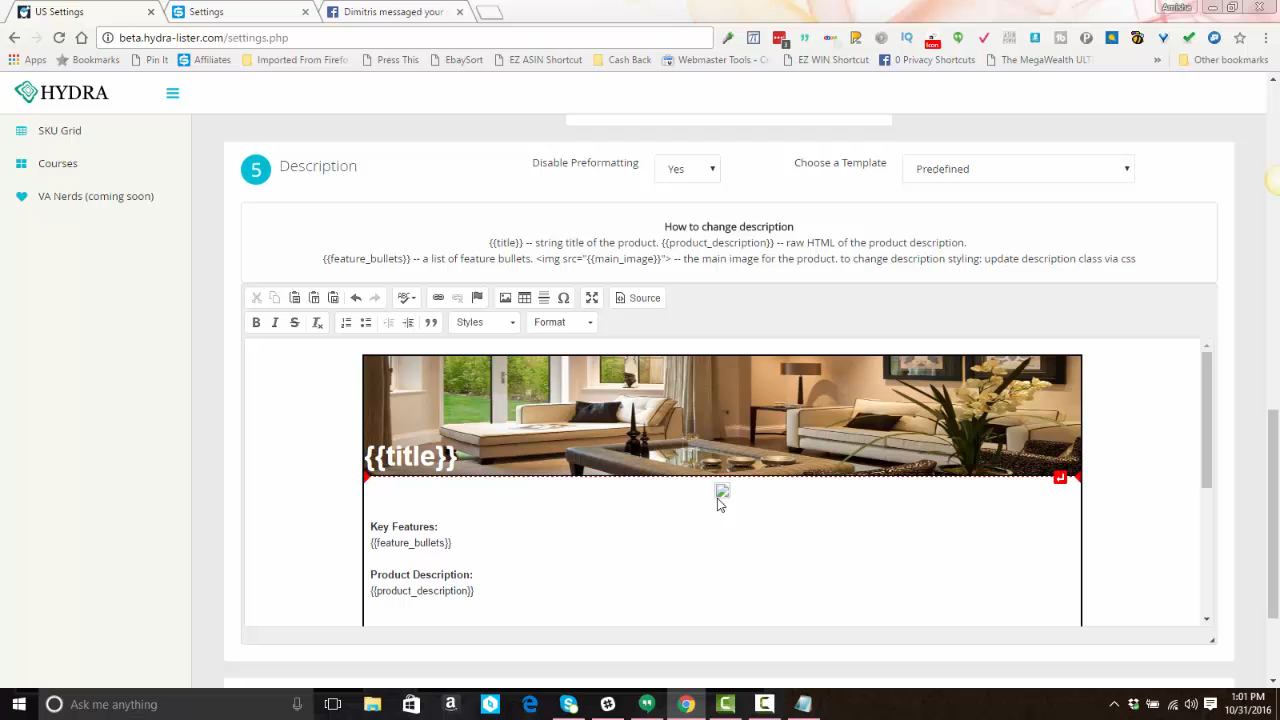 US Settings
Settings
Dimitris messaged your
Amishe
beta.hydra-lister.com/settings.php
Apps
Bookmarks
Pin It
Affiliates
Imported From Firefo
Press This
EbaySort
EZ ASIN Shortcut
Cash Back
Webmaster Tools - C
EZ WIN Shortcut
0 Privacy Shortcuts
The MegaWealth ULTI
»
Other bookmarks
HYDRA
SKU Grid
Courses
VA Nerds (coming soon)
5 Description
Disable Preformatting
Yes
Choose a Template
Predefined
How to change description
{{title}} -- string title of the product. {{product_description}} -- raw HTML of the product description.
{{feature_bullets}} -- a list of feature bullets. <img src="{{main_image}}"> -- the main image for the product. to change description styling: update description class via css
Source
B I S Tx
Styles
Format
{{title}}
Key Features:
{{feature_bullets}}
Product Description:
{{product_description}}
Ask me anything
1:01 PM
10/31/2016